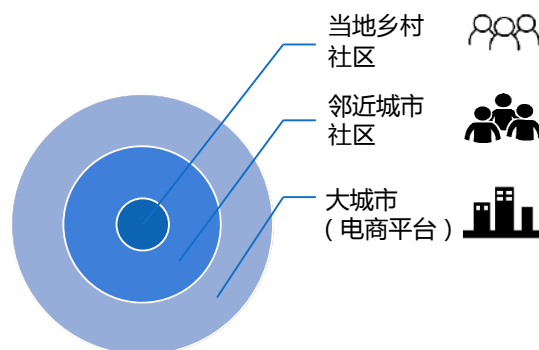 当地乡村
社区
邻近城市
社区
大城市
（电商平台）